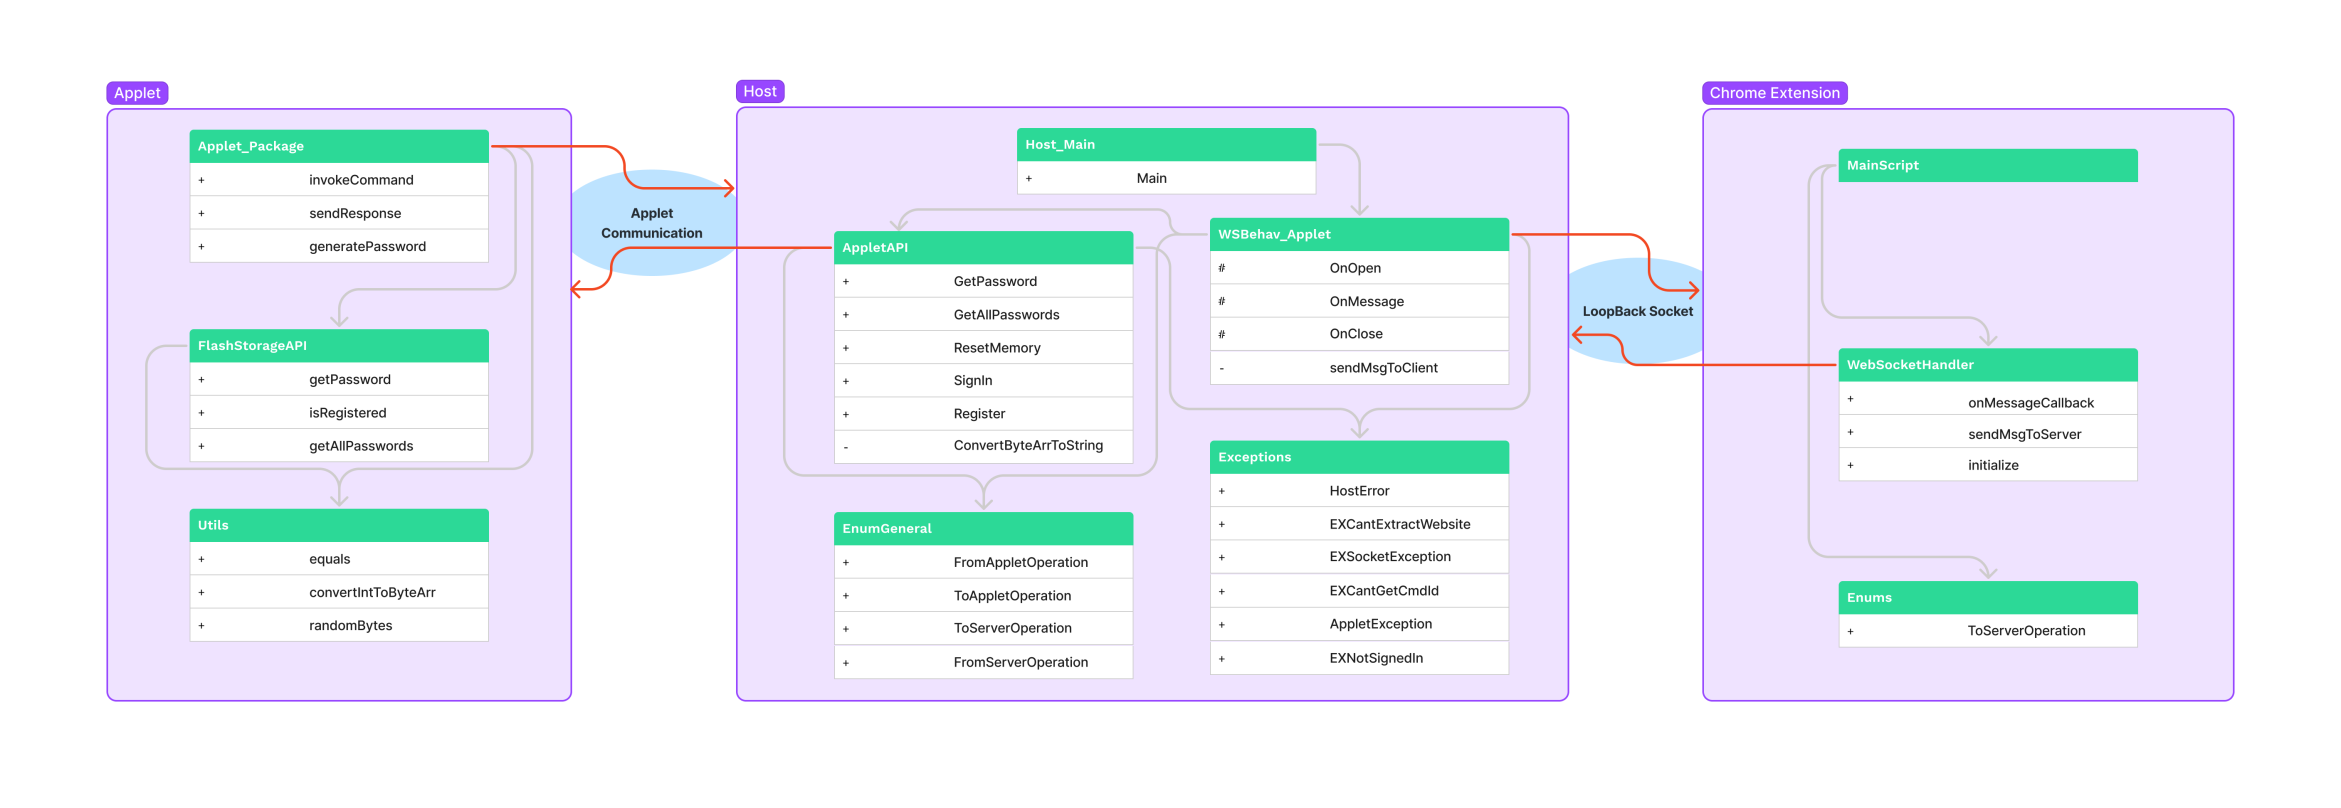 Applet
Applet_Package
+ invokeCommand
+ sendResponse
+ generatePassword
FlashStorageAPI
+ getPassword
+ isRegistered
+ getAllPasswords
Utils
+ equals
+ convertIntToByteArr
+ randomBytes
Applet
Communication
Host
Host_Main
+ Main
AppletAPI
+ GetPassword
+ GetAllPasswords
+ ResetMemory
+ SignIn
+ Register
- ConvertByteArrToString
EnumGeneral
+ FromAppletOperation
+ ToAppletOperation
+ ToServerOperation
+ FromServerOperation
WSBehav_Applet
# OnOpen
# OnMessage
# OnClose
- sendMsgToClient
Exceptions
+ HostError
+ EXCantExtractWebsite
+ EXSocketException
+ EXCantGetCmdId
+ AppletException
+ EXNotSignedIn
LoopBack Socket
Chrome Extension
MainScript
WebSocketHandler
+ onMessageCallback
+ sendMsgToServer
+ initialize
Enums
+ ToServerOperation